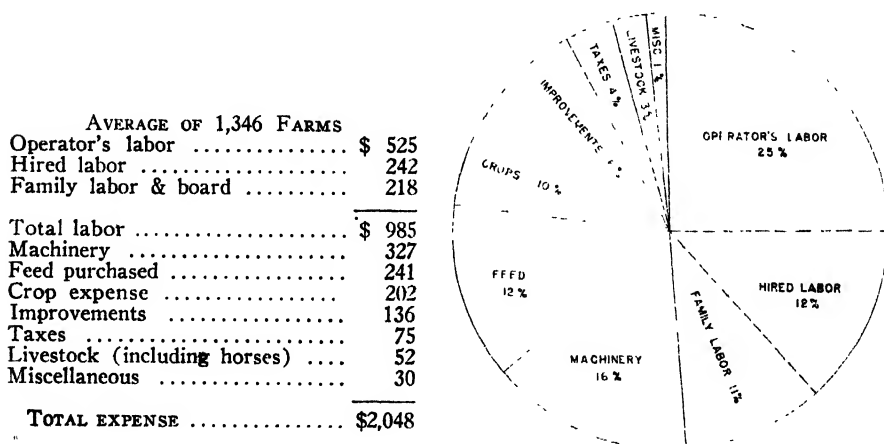 AVERAGE OF 1,346 FARMS
Operator's labor .................. $ 525
Hired labor ....................... 242
Family labor & board .......... 218
Total labor ....................... $ 985
Machinery ....................... 327
Feed purchased .................. 241
Crop expense .................. 202
Improvements .................. 136
Taxes ........................... 75
Livestock (including horses) .... 52
Miscellaneous .................. 30
TOTAL EXPENSE ............... $2,048
MISC 1 %
LIVESTOCK 3%
TAXES 4%
IMPROVEMENTS
CROPS 10 %
FEED
12 %
MACHINERY
16 %
FAMILY LABOR 11%
HIRED LABOR
12%
OPERATOR'S LABOR
25 %